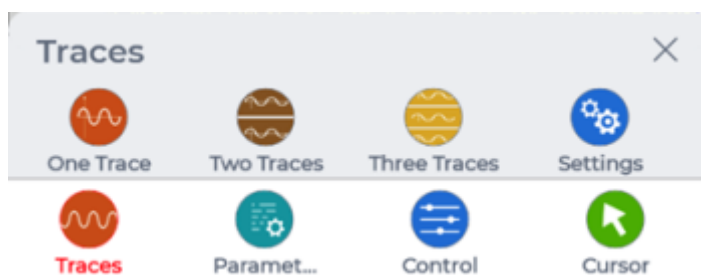 Traces
One Trace Two Traces Three Traces Settings
Traces Paramet... Control Cursor